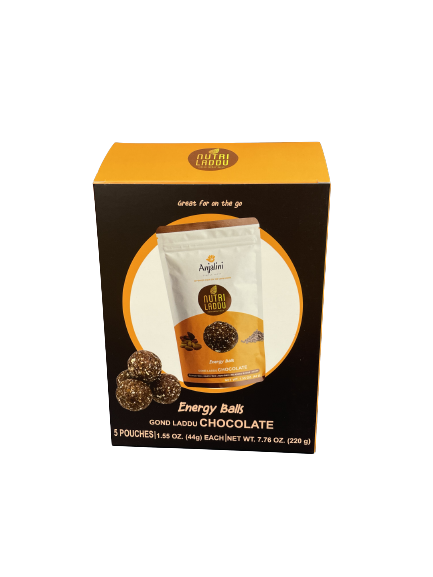 NUTRI
LADDU
Great for on the go
Anjalini
NUTRI
LADDU
Energy Balls
CHOCOLATE
Energy Balls
GOND LADDU CHOCOLATE
5 POUCHES|1.55 OZ. (44g) EACH|NET WT. 7.76 OZ. (220 g)